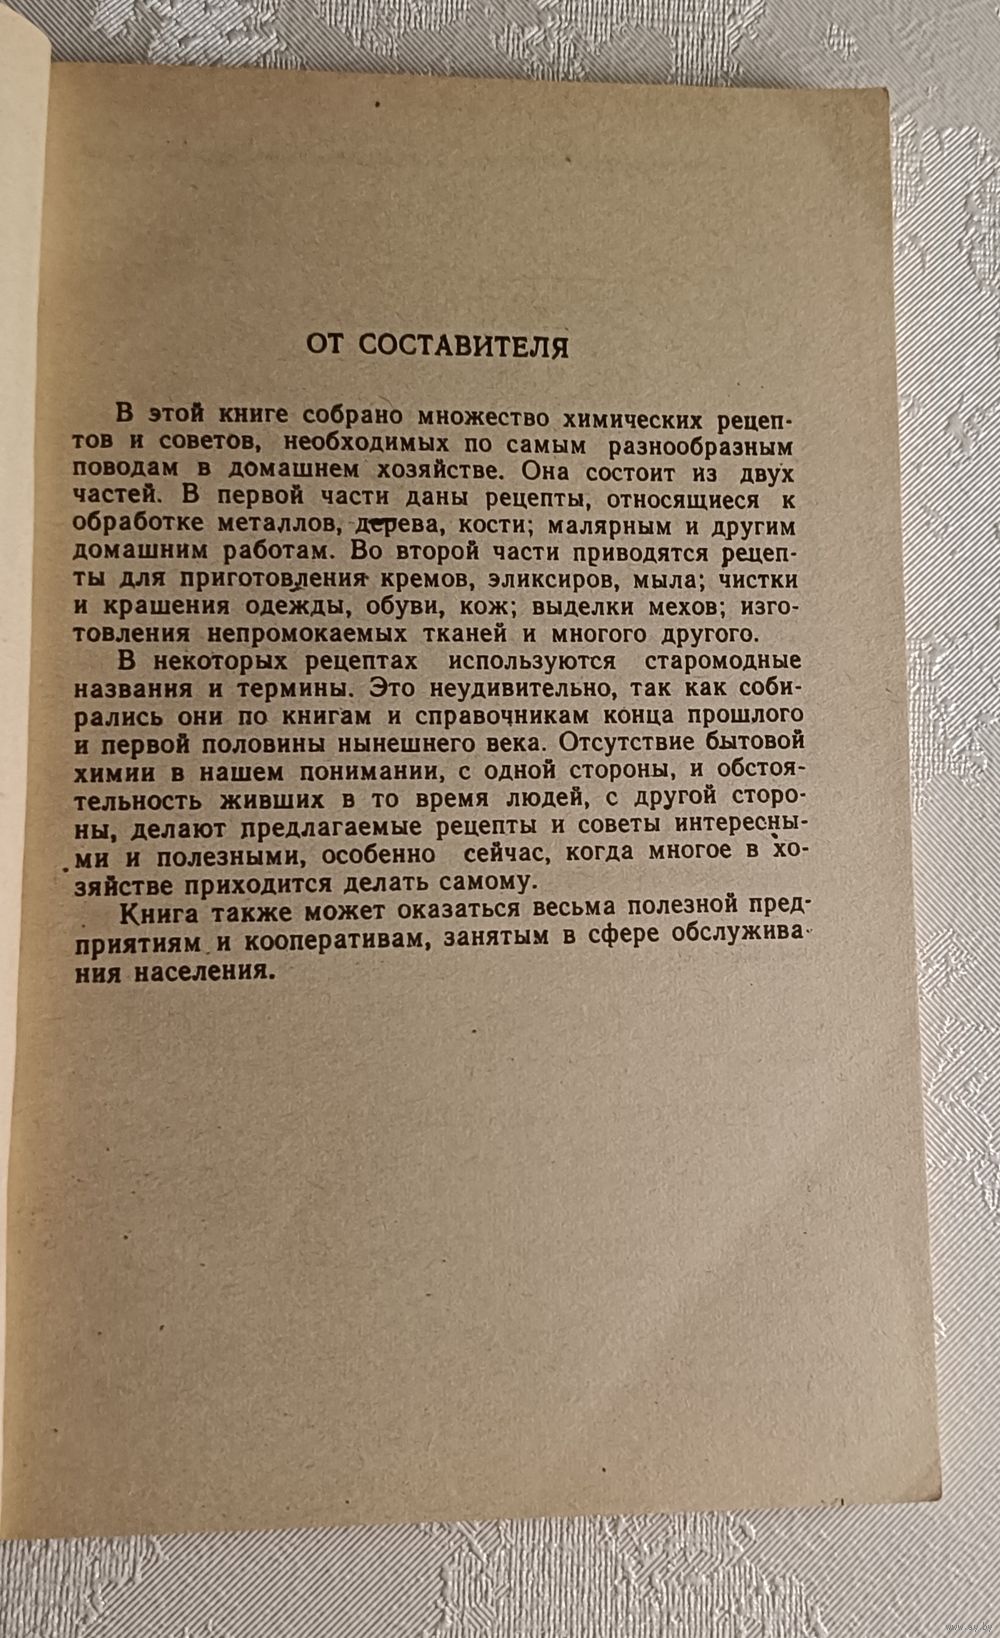 ОТ СОСТАВИТЕЛЯ
В этой книге собрано множество химических рецеп-
тов и советов, необходимых по самым разнообразным
поводам в домашнем хозяйстве. Она состоит из двух
частей. В первой части даны рецепты, относящиеся к
обработке металлов, дерева, кости; малярным и другим
домашним работам. Во второй части приводятся рецеп-
ты для приготовления кремов, эликсиров, мыла; чистки
и крашения одежды, обуви, кож; выделки мехов; изго-
товления непромокаемых тканей и многого другого.
В некоторых рецептах используются старомодные
названия и термины. Это неудивительно, так как соби-
рались они по книгам и справочникам конца прошлого
и первой половины нынешнего века. Отсутствие бытовой
химии в нашем понимании, с одной стороны, и обстоя-
тельность живших в то время людей, с другой сторо-
ны, делают предлагаемые рецепты и советы интересны-
ми и полезными, особенно сейчас, когда многое в хо-
зяйстве приходится делать самому.
Книга также может оказаться весьма полезной пред-
приятиям и кооперативам, занятым в сфере обслужива-
ния населения.
www.ay.by